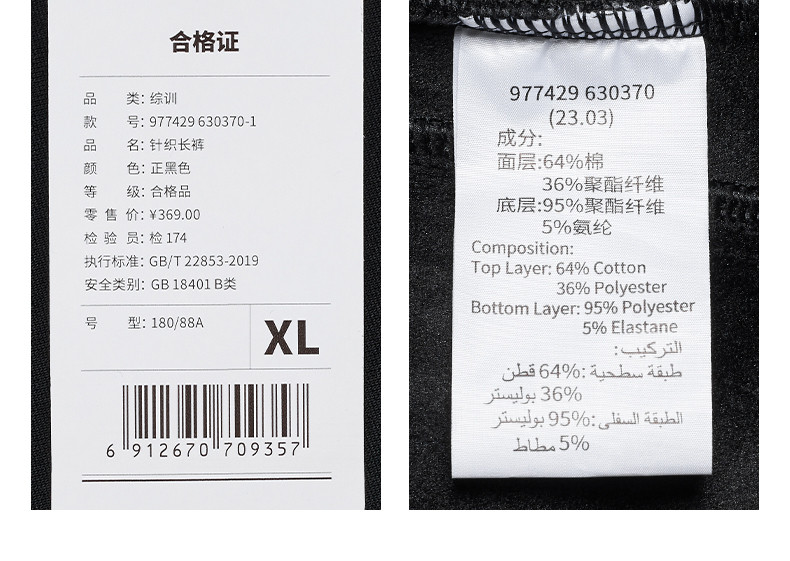 合格证
品 类: 综训
款 号: 977429 630370-1
品 名: 针织长裤
颜 色: 正黑色
等 级: 合格品
零 售 价: ¥369.00
检 验 员: 检 174
执行标准: GB/T 22853-2019
安全类别: GB 18401 B类
号 型: 180/88A
XL
6 912670 709357
977429 630370
(23.03)
成分:
面层:64%棉
36%聚酯纤维
底层:95%聚酯纤维
5%氨纶
Composition:
Top Layer: 64% Cotton
36% Polyester
Bottom Layer: 95% Polyester
5% Elastane
التركيب:
طبقة سطحية: 64% قطن
36% بوليستر
الطبقة السفلى: 95% بوليستر
5% مطاط